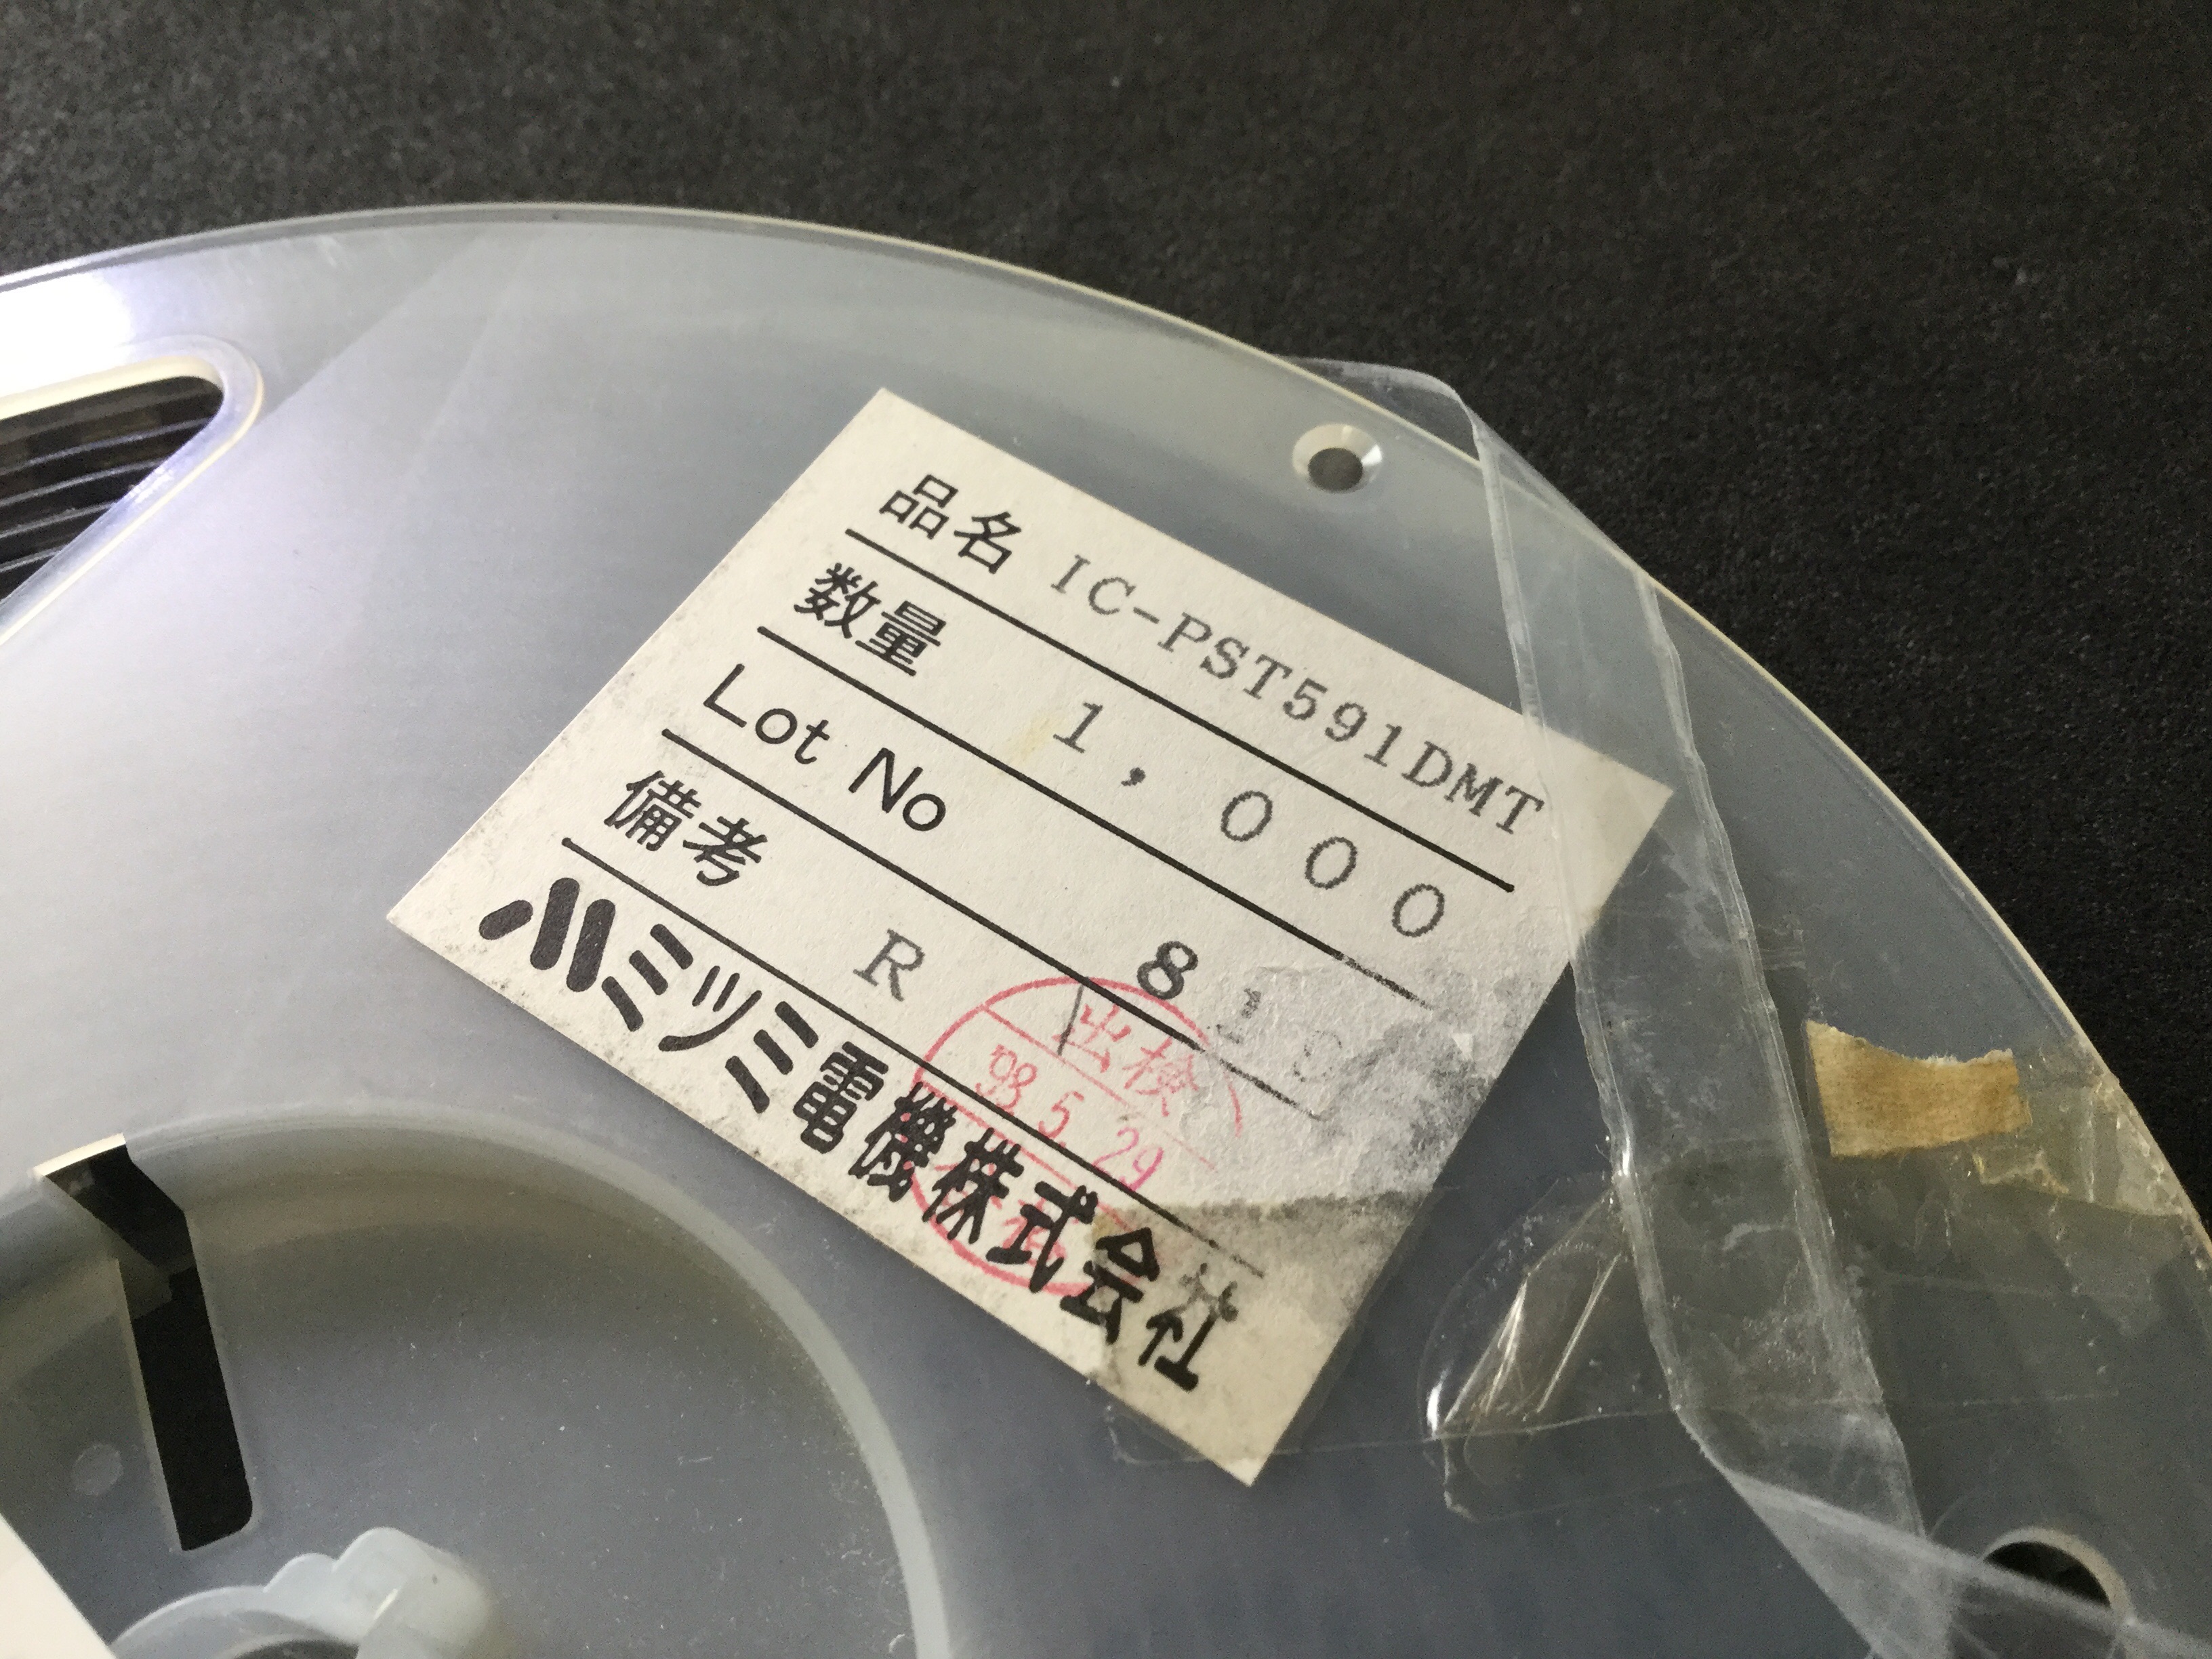 品名 IC-PST591DMT
数量 1,000
Lot No 8
備考 R
ミツミ電機株式会社
出検
'98.5.29